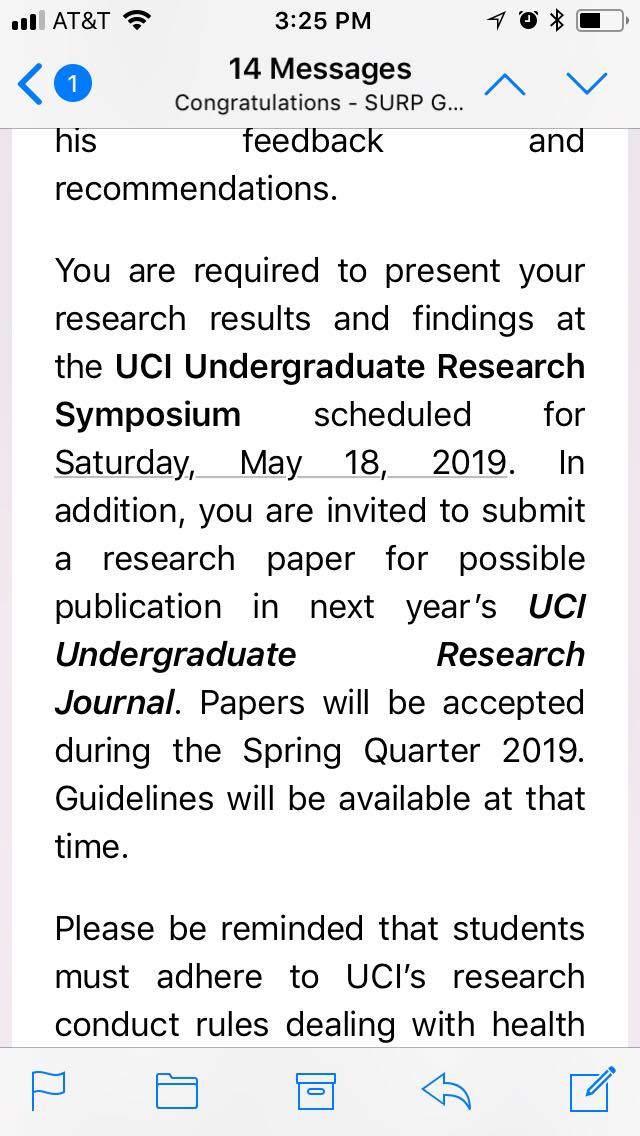 AT&T 3:25 PM
1 14 Messages
Congratulations - SURP G...
his feedback and
recommendations.
You are required to present your
research results and findings at
the UCI Undergraduate Research
Symposium scheduled for
Saturday, May 18, 2019. In
addition, you are invited to submit
a research paper for possible
publication in next year's UCI
Undergraduate Research
Journal. Papers will be accepted
during the Spring Quarter 2019.
Guidelines will be available at that
time.
Please be reminded that students
must adhere to UCI's research
conduct rules dealing with health